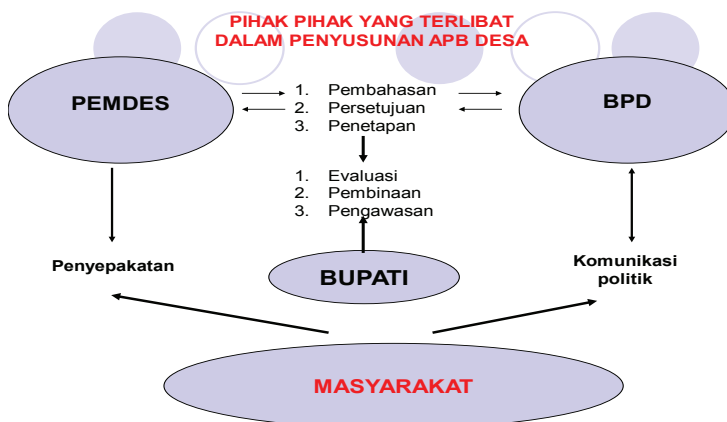 PIHAK PIHAK YANG TERLIBAT
DALAM PENYUSUNAN APB DESA
PEMDES
1. Pembahasan
2. Persetujuan
3. Penetapan
BPD
1. Evaluasi
2. Pembinaan
3. Pengawasan
Penyepakatan
BUPATI
Komunikasi
politik
MASYARAKAT